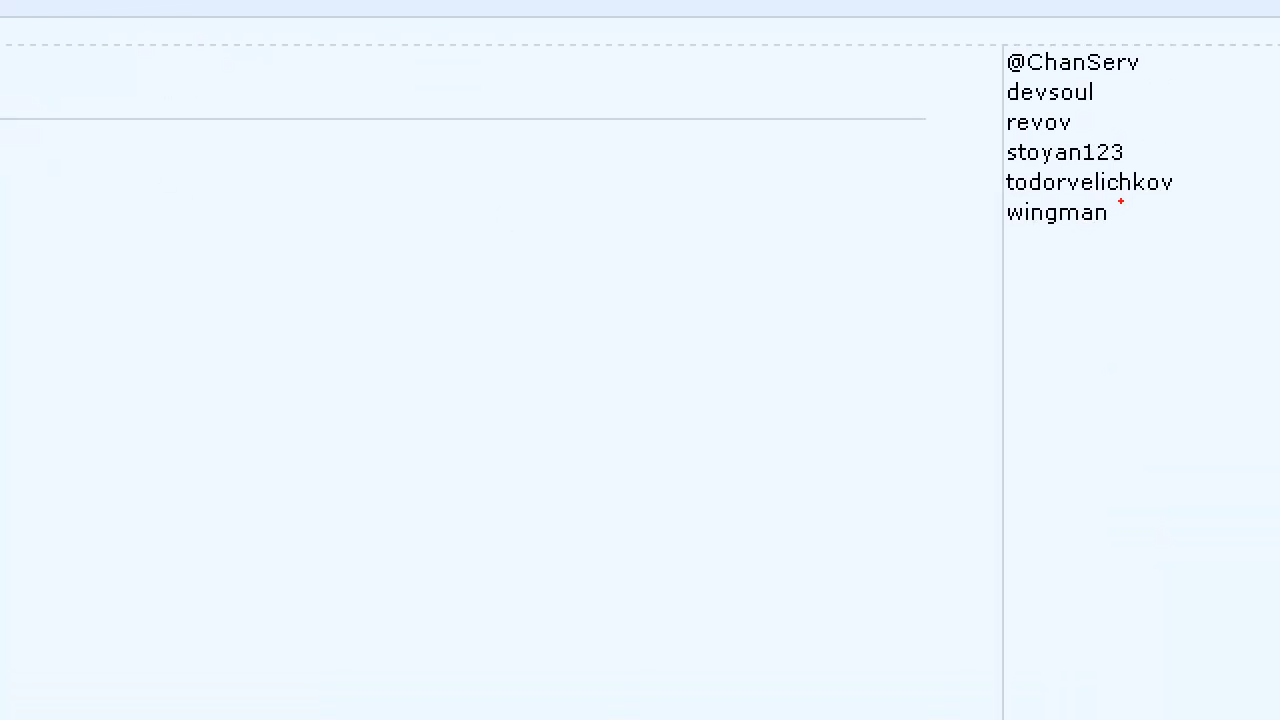 @ChanServ
devsoul
revov
stoyan123
todorvelichkov
wingman